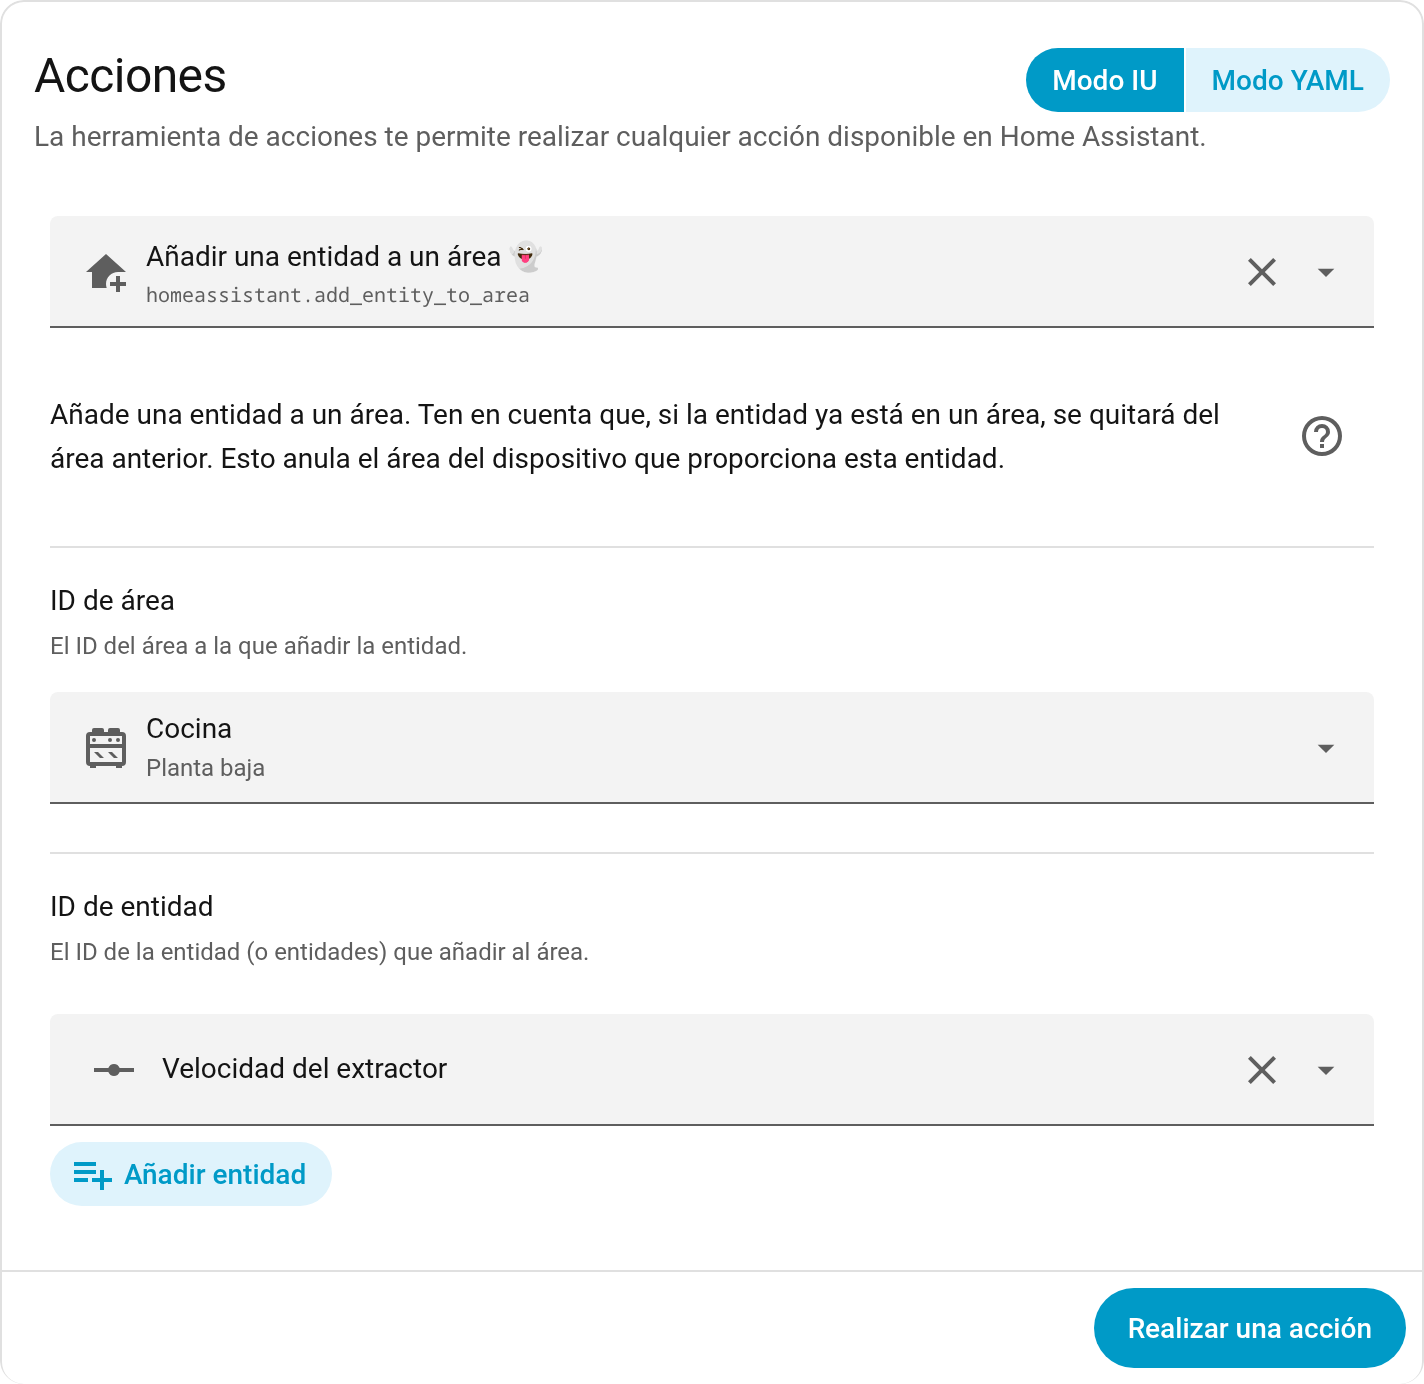 Acciones
Modo IU
Modo YAML
La herramienta de acciones te permite realizar cualquier acción disponible en Home Assistant.
Añadir una entidad a un área 👻
homeassistant.add_entity_to_area
Añade una entidad a un área. Ten en cuenta que, si la entidad ya está en un área, se quitará del
área anterior. Esto anula el área del dispositivo que proporciona esta entidad.
ID de área
El ID del área a la que añadir la entidad.
Cocina
Planta baja
ID de entidad
El ID de la entidad (o entidades) que añadir al área.
Velocidad del extractor
Añadir entidad
Realizar una acción